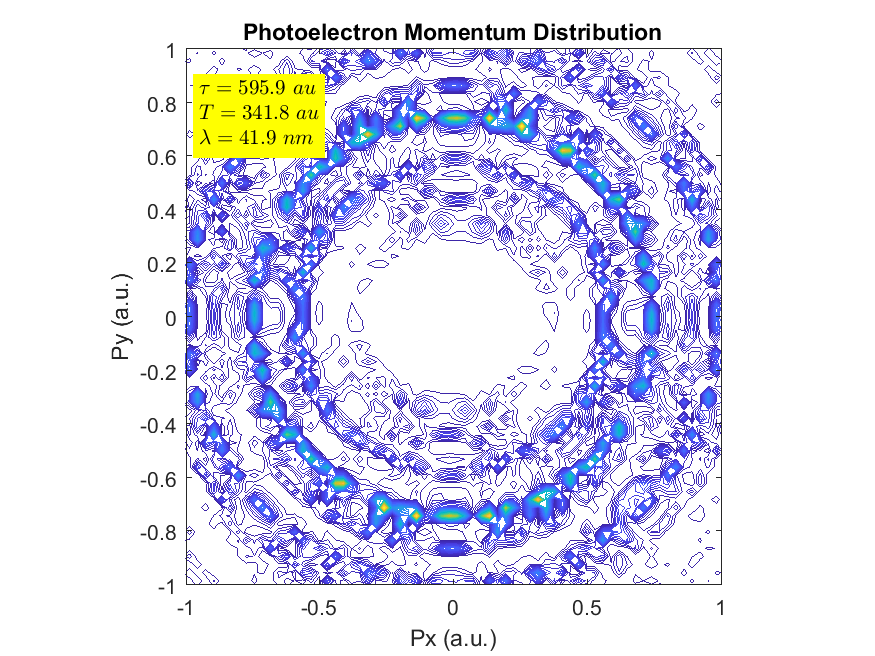 Photoelectron Momentum Distribution
τ = 595.9 au
T = 341.8 au
λ = 41.9 nm
1
0.8
0.6
0.4
0.2
0
-0.2
-0.4
-0.6
-0.8
-1
Py (a.u.)
-1 -0.5 0 0.5 1
Px (a.u.)